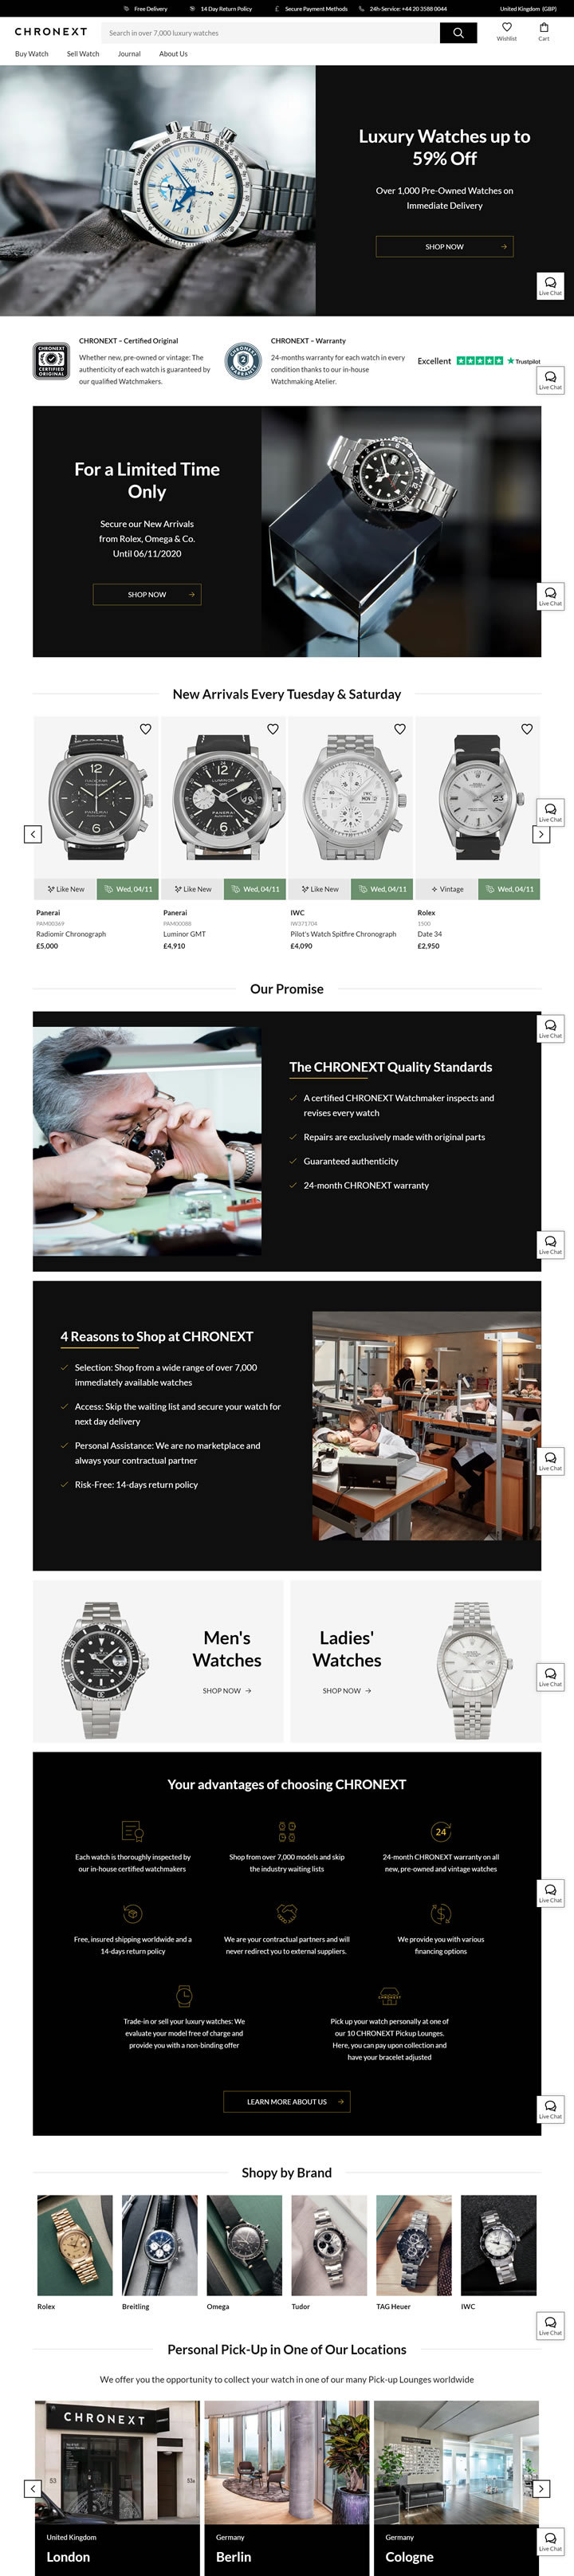 Free Delivery
14 Day Return Policy
Secure Payment Methods
24h-Service: +44 20 3588 0044
United Kingdom (GBP)
CHRONEXT
Search in over 7,000 luxury watches
Wishlist
Cart
Buy Watch
Sell Watch
Journal
About Us
Luxury Watches up to
59% Off
Over 1,000 Pre-Owned Watches on
Immediate Delivery
SHOP NOW
Live Chat
CHRONEXT
CERTIFIED
ORIGINAL
CHRONEXT – Certified Original
Whether new, pre-owned or vintage: The
authenticity of each watch is guaranteed by
our qualified Watchmakers.
CHRONEXT
2
WARRANTY
CHRONEXT – Warranty
24-months warranty for each watch in every
condition thanks to our in-house
Watchmaking Atelier.
Excellent
Trustpilot
Live Chat
For a Limited Time
Only
Secure our New Arrivals
from Rolex, Omega & Co.
Until 06/11/2020
SHOP NOW
Live Chat
New Arrivals Every Tuesday & Saturday
Live Chat
Like New
Wed, 04/11
Like New
Wed, 04/11
Like New
Wed, 04/11
Vintage
Wed, 04/11
Panerai
PAM00369
Radiomir Chronograph
£5,000
Panerai
PAM00088
Luminor GMT
£4,910
IWC
IW371704
Pilot's Watch Spitfire Chronograph
£4,090
Rolex
1500
Date 34
£2,950
Our Promise
Live Chat
The CHRONEXT Quality Standards
A certified CHRONEXT Watchmaker inspects and
revises every watch
Repairs are exclusively made with original parts
Guaranteed authenticity
24-month CHRONEXT warranty
Live Chat
4 Reasons to Shop at CHRONEXT
Selection: Shop from a wide range of over 7,000
immediately available watches
Access: Skip the waiting list and secure your watch for
next day delivery
Personal Assistance: We are no marketplace and
always your contractual partner
Risk-Free: 14-days return policy
Live Chat
Men's
Watches
SHOP NOW
Ladies'
Watches
SHOP NOW
Live Chat
Your advantages of choosing CHRONEXT
24
Each watch is thoroughly inspected by
our in-house certified watchmakers
Shop from over 7,000 models and skip
the industry waiting lists
24-month CHRONEXT warranty on all
new, pre-owned and vintage watches
Live Chat
Free, insured shipping worldwide and a
14-days return policy
We are your contractual partners and will
never redirect you to external suppliers.
We provide you with various
financing options
Trade-in or sell your luxury watches: We
evaluate your model free of charge and
provide you with a non-binding offer
Pick up your watch personally at one of
our 10 CHRONEXT Pickup Lounges.
Here, you can pay upon collection and
have your bracelet adjusted
LEARN MORE ABOUT US
Live Chat
Shopy by Brand
Rolex
Breitling
Omega
Tudor
TAG Heuer
IWC
Live Chat
Personal Pick-Up in One of Our Locations
We offer you the opportunity to collect your watch in one of our many Pick-up Lounges worldwide
CHRONEXT
53
53a
United Kingdom
London
Germany
Berlin
Germany
Cologne
Live Chat